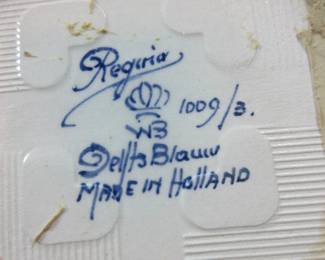 Regina
1009/3.
WB
Delfts Blauw
MADE IN HOLLAND